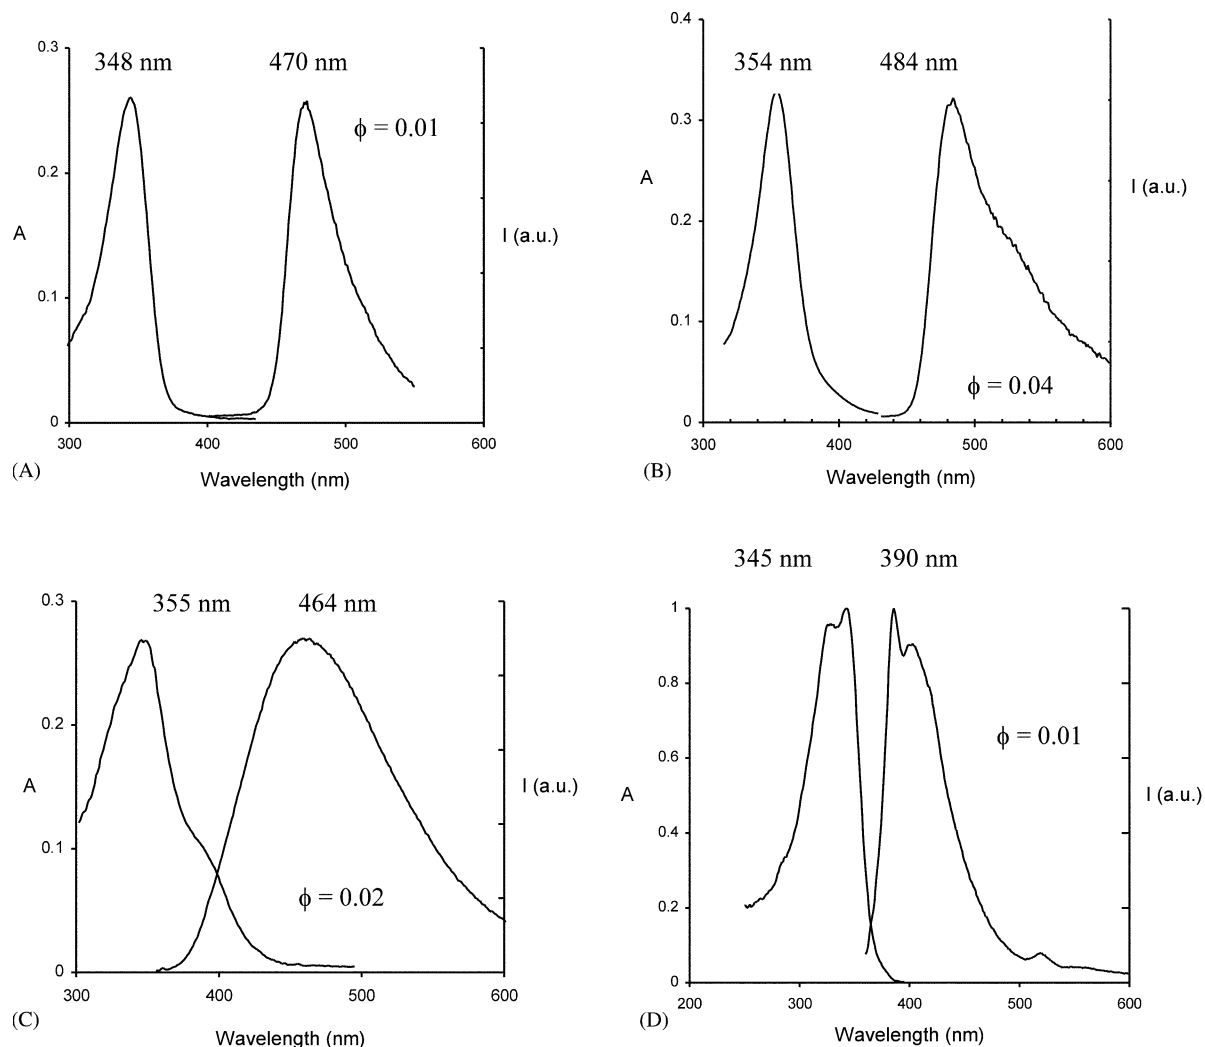 348 nm 470 nm
0.3
ϕ = 0.01
0.2
A
I (a.u.)
0.1
0
300 400 500 600
(A)
Wavelength (nm)
0.4
354 nm 484 nm
0.3
A
I (a.u.)
0.2
0.1
ϕ = 0.04
0
300 400 500 600
(B)
Wavelength (nm)
0.3
355 nm 464 nm
0.2
A
I (a.u.)
0.1
ϕ = 0.02
0
300 400 500 600
(C)
Wavelength (nm)
345 nm 390 nm
1
0.8
ϕ = 0.01
0.6
A
I (a.u.)
0.4
0.2
0
200 300 400 500 600
(D)
Wavelength (nm)